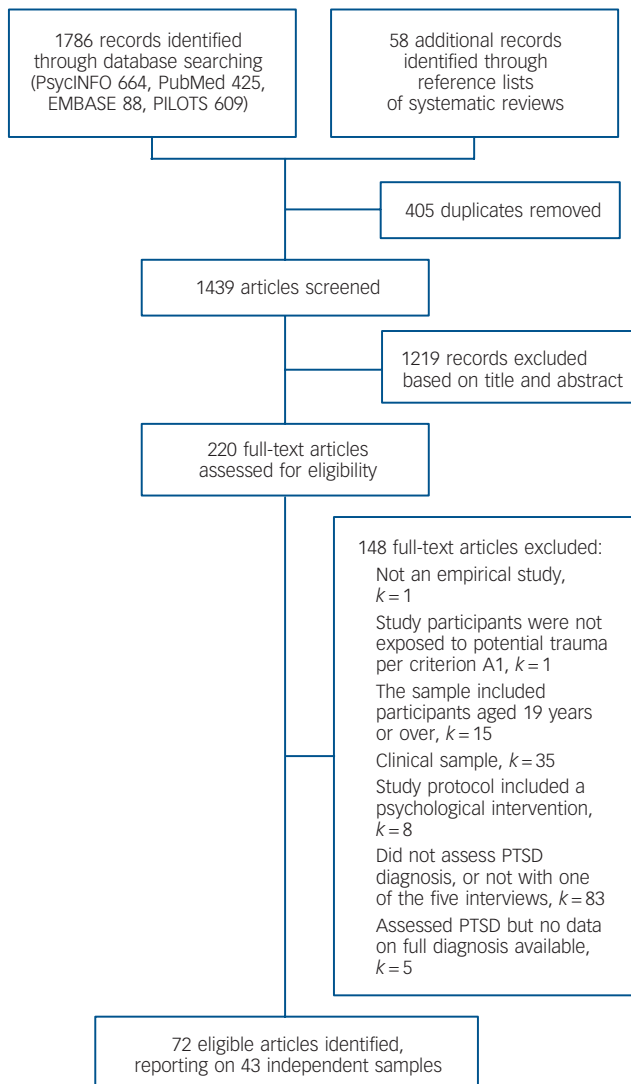 1786 records identified
through database searching
(PsycINFO 664, PubMed 425,
EMBASE 88, PILOTS 609)
58 additional records
identified through
reference lists
of systematic reviews
405 duplicates removed
1439 articles screened
1219 records excluded
based on title and abstract
220 full-text articles
assessed for eligibility
148 full-text articles excluded:
Not an empirical study,
k = 1
Study participants were not
exposed to potential trauma
per criterion A1, k = 1
The sample included
participants aged 19 years
or over, k = 15
Clinical sample, k = 35
Study protocol included a
psychological intervention,
k = 8
Did not assess PTSD
diagnosis, or not with one
of the five interviews, k = 83
Assessed PTSD but no data
on full diagnosis available,
k = 5
72 eligible articles identified,
reporting on 43 independent samples